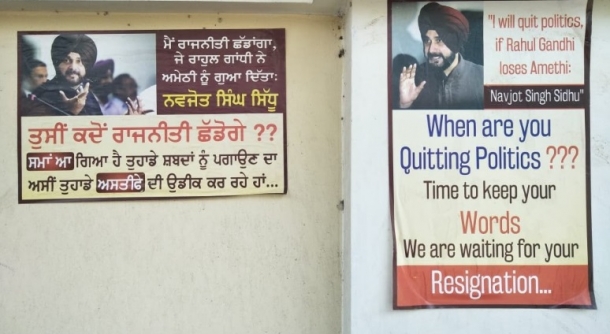 ਮੈਂ ਰਾਜਨੀਤੀ ਛੱਡਾਂਗਾ,
ਜੇ ਰਾਹੁਲ ਗਾਂਧੀ ਨੇ
ਅਮੇਠੀ ਨੂੰ ਗੁਆ ਦਿੱਤਾ:
ਨਵਜੋਤ ਸਿੰਘ ਸਿੱਧੂ
ਤੁਸੀਂ ਕਦੋਂ ਰਾਜਨੀਤੀ ਛੱਡੋਗੇ ??
ਸਮਾਂ ਆ ਗਿਆ ਹੈ ਤੁਹਾਡੇ ਸ਼ਬਦਾਂ ਨੂੰ ਪਗਾਉਣ ਦਾ
ਅਸੀਂ ਤੁਹਾਡੇ ਅਸਤੀਫੇ ਦੀ ਉਡੀਕ ਕਰ ਰਹੇ ਹਾਂ...
"I will quit politics,
if Rahul Gandhi
loses Amethi:
Navjot Singh Sidhu"
When are you
Quitting Politics ???
Time to keep your
Words
We are waiting for your
Resignation...